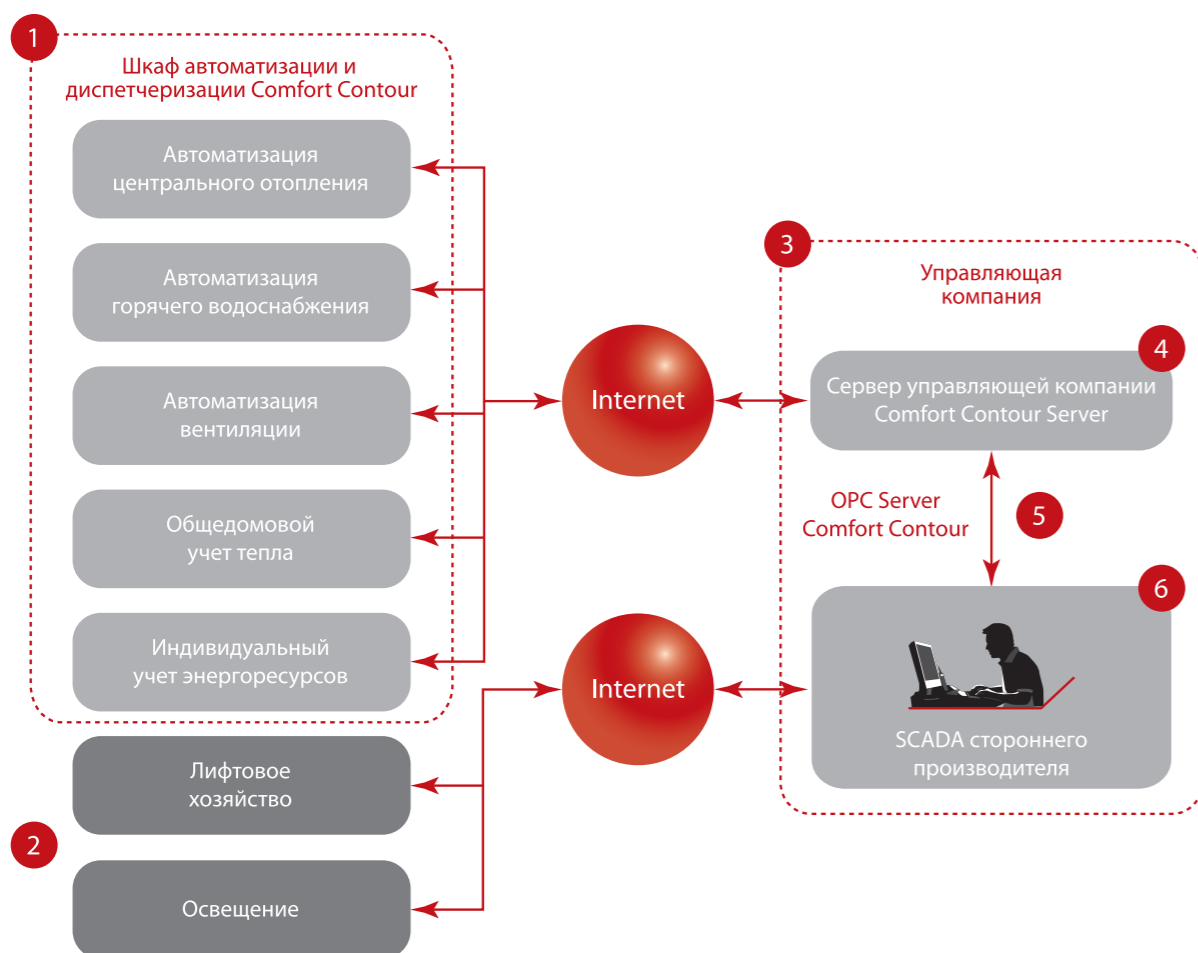 1
Шкаф автоматизации и
диспетчеризации Comfort Contour
Автоматизация
центрального отопления
Автоматизация
горячего водоснабжения
Автоматизация
вентиляции
Общедомовой
учет тепла
Индивидуальный
учет энергоресурсов
2
Лифтовое
хозяйство
Освещение
Internet
Internet
3
Управляющая
компания
4
Сервер управляющей компании
Comfort Contour Server
OPC Server
Comfort Contour
5
6
SCADA стороннего
производителя